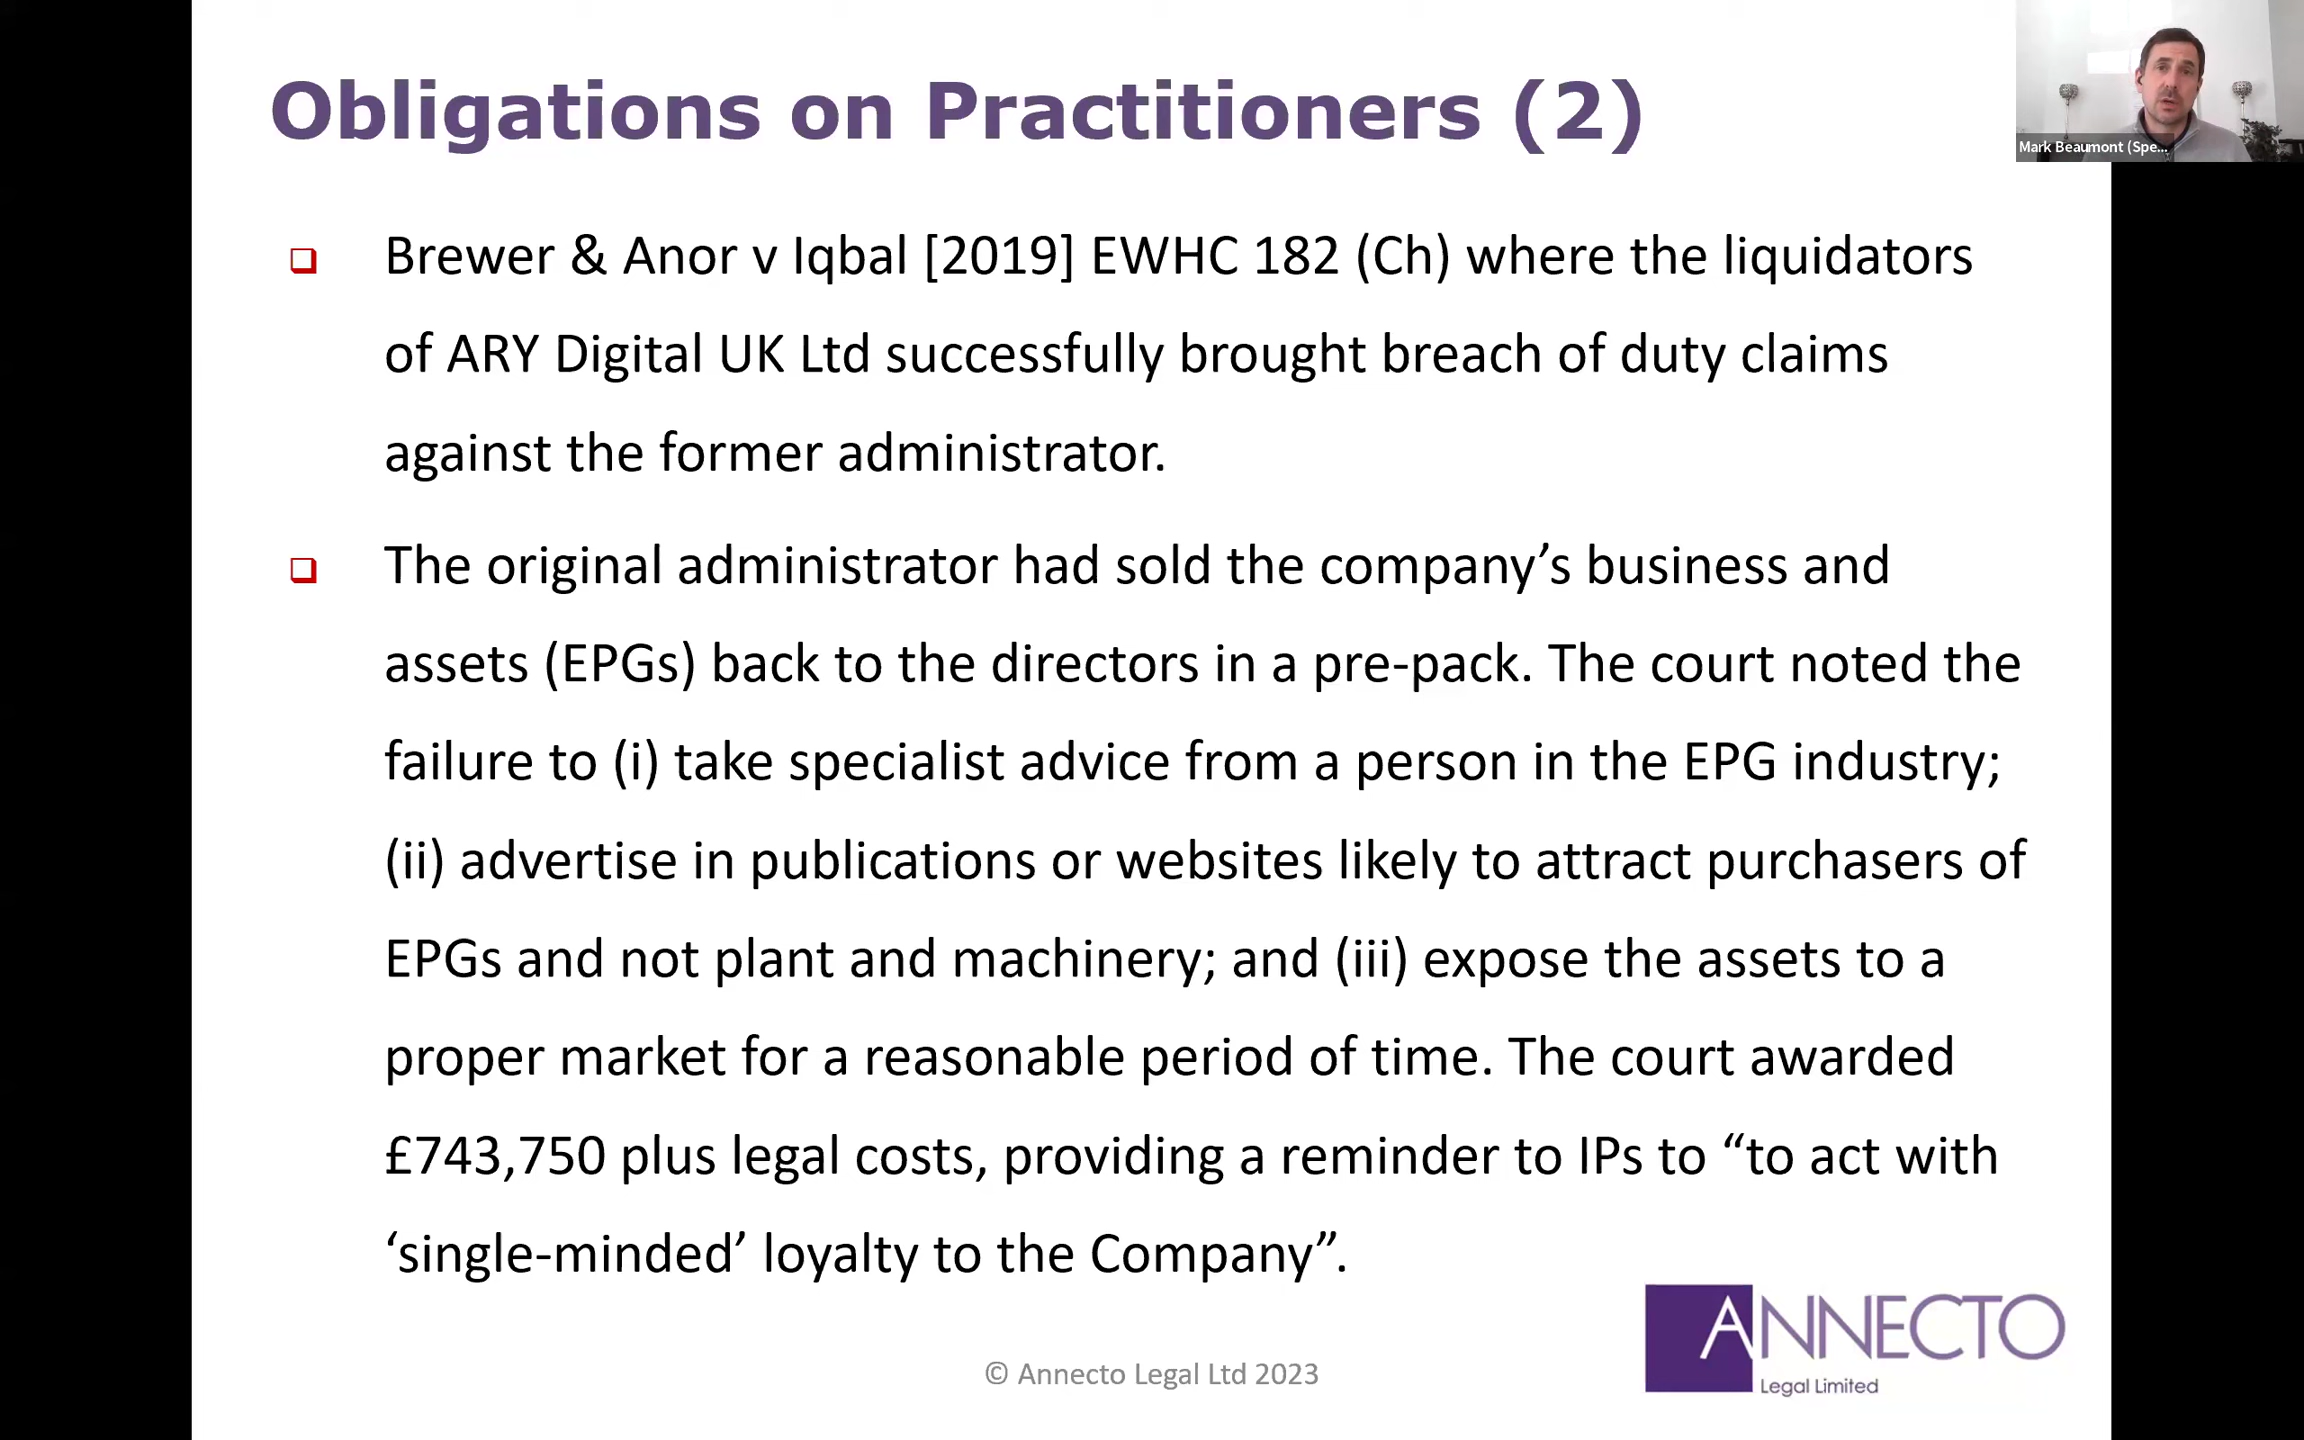 Obligations on Practitioners (2)
Mark Beaumont (Spe...
Brewer & Anor v Iqbal [2019] EWHC 182 (Ch) where the liquidators
of ARY Digital UK Ltd successfully brought breach of duty claims
against the former administrator.
The original administrator had sold the company’s business and
assets (EPGs) back to the directors in a pre-pack. The court noted the
failure to (i) take specialist advice from a person in the EPG industry;
(ii) advertise in publications or websites likely to attract purchasers of
EPGs and not plant and machinery; and (iii) expose the assets to a
proper market for a reasonable period of time. The court awarded
£743,750 plus legal costs, providing a reminder to IPs to “to act with
‘single-minded’ loyalty to the Company”.
ANNECTO
Legal Limited
© Annecto Legal Ltd 2023